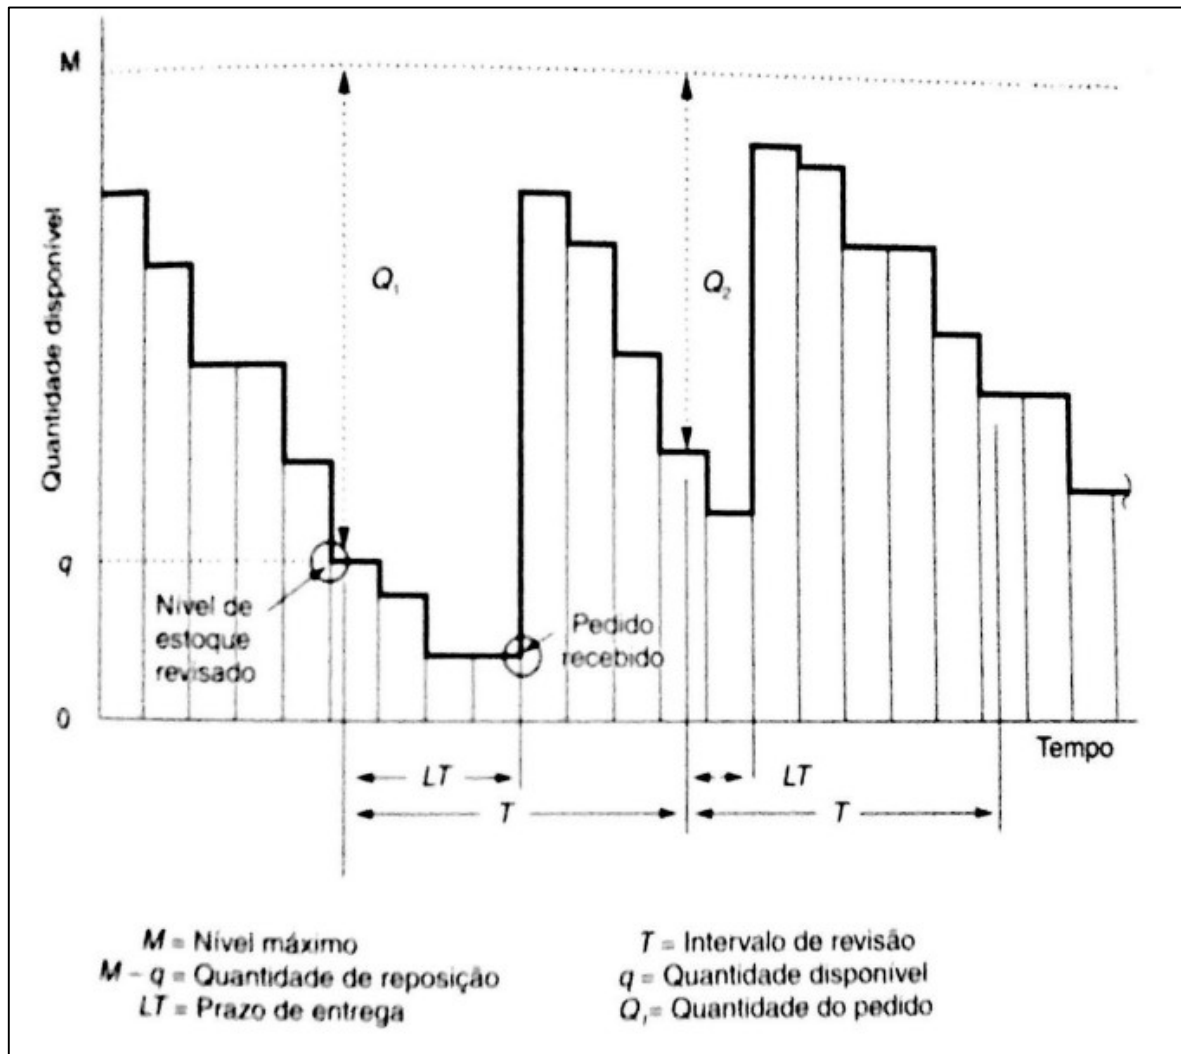 M
Quantidade disponível
Q₁
Q₂
q
Nível de
estoque
revisado
Pedido
recebido
0
Tempo
LT
LT
T
T
M = Nível máximo
M – q = Quantidade de reposição
LT = Prazo de entrega
T = Intervalo de revisão
q = Quantidade disponível
Qᵢ = Quantidade do pedido